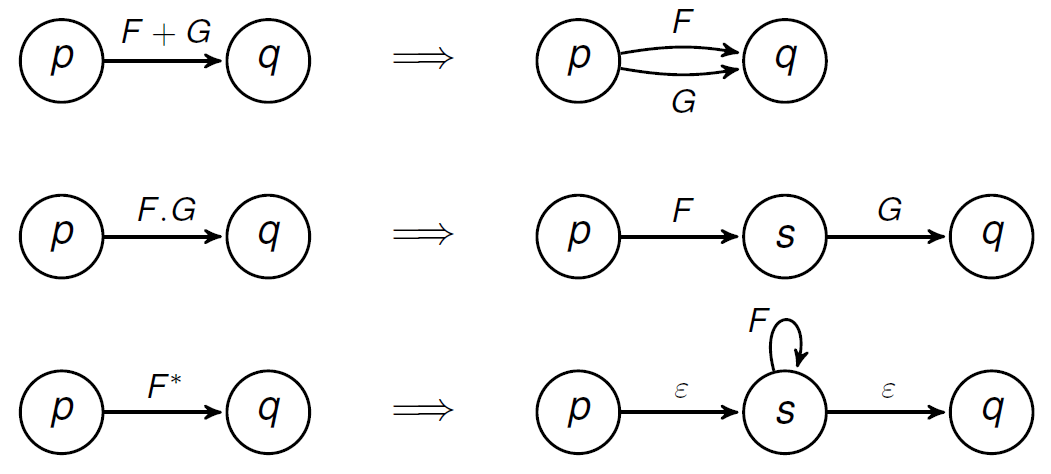 p F + G q ⟹ p F G q
p F.G q ⟹ p F s G q
p F* q ⟹ p ε F s ε q